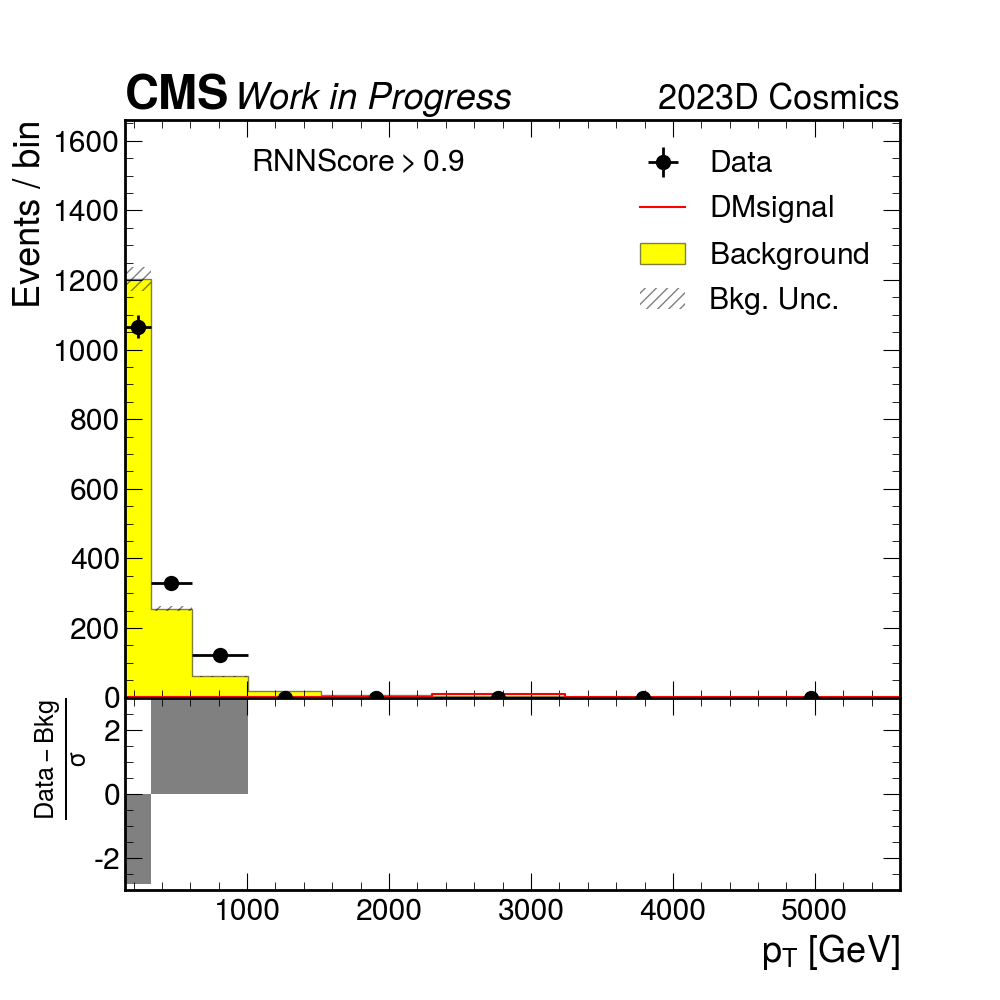 CMS Work in Progress 2023D Cosmics
Events / bin
1600
1400
1200
1000
800
600
400
200
0
RNNScore > 0.9
Data
DMsignal
Background
Bkg. Unc.
Data − Bkg
σ
2
0
-2
1000 2000 3000 4000 5000
pT [GeV]